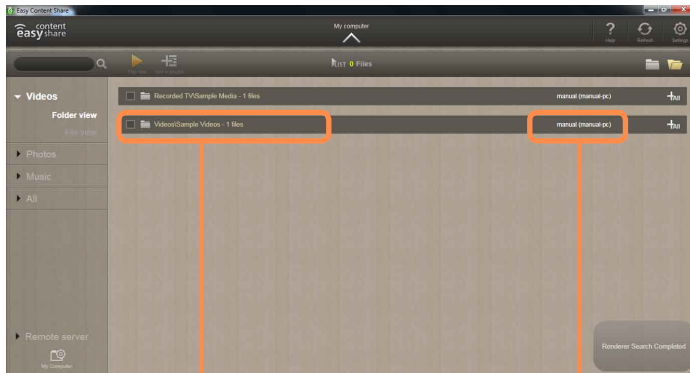 Easy Content Share
content
easyshare
My computer
Help
Refresh
Settings
LIST 0 Files
Videos
Folder view
File view
Photos
Music
All
Recorded TV\Sample Media - 1 files
manual (manual-pc)
+All
Videos\Sample Videos - 1 files
manual (manual-pc)
+All
Remote server
My Computer
Renderer Search Completed